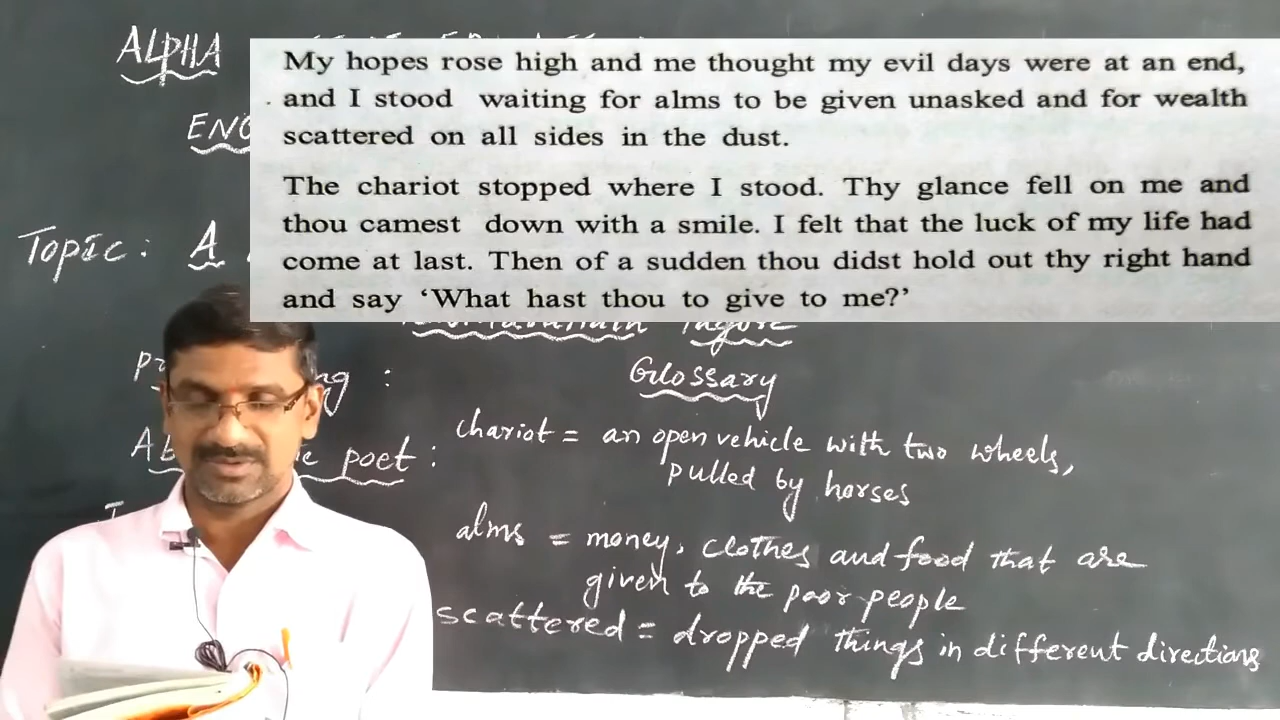 ALPHA
My hopes rose high and me thought my evil days were at an end,
and I stood waiting for alms to be given unasked and for wealth
scattered on all sides in the dust.
The chariot stopped where I stood. Thy glance fell on me and
thou camest down with a smile. I felt that the luck of my life had
come at last. Then of a sudden thou didst hold out thy right hand
and say ‘What hast thou to give to me?’
ENG
Topic : A
Tagore
Glossary
chariot = an open vehicle with two wheels,
pulled by horses
poet :
alms = money, clothes and food that are
given to the poor people
scattered = dropped things in different directions